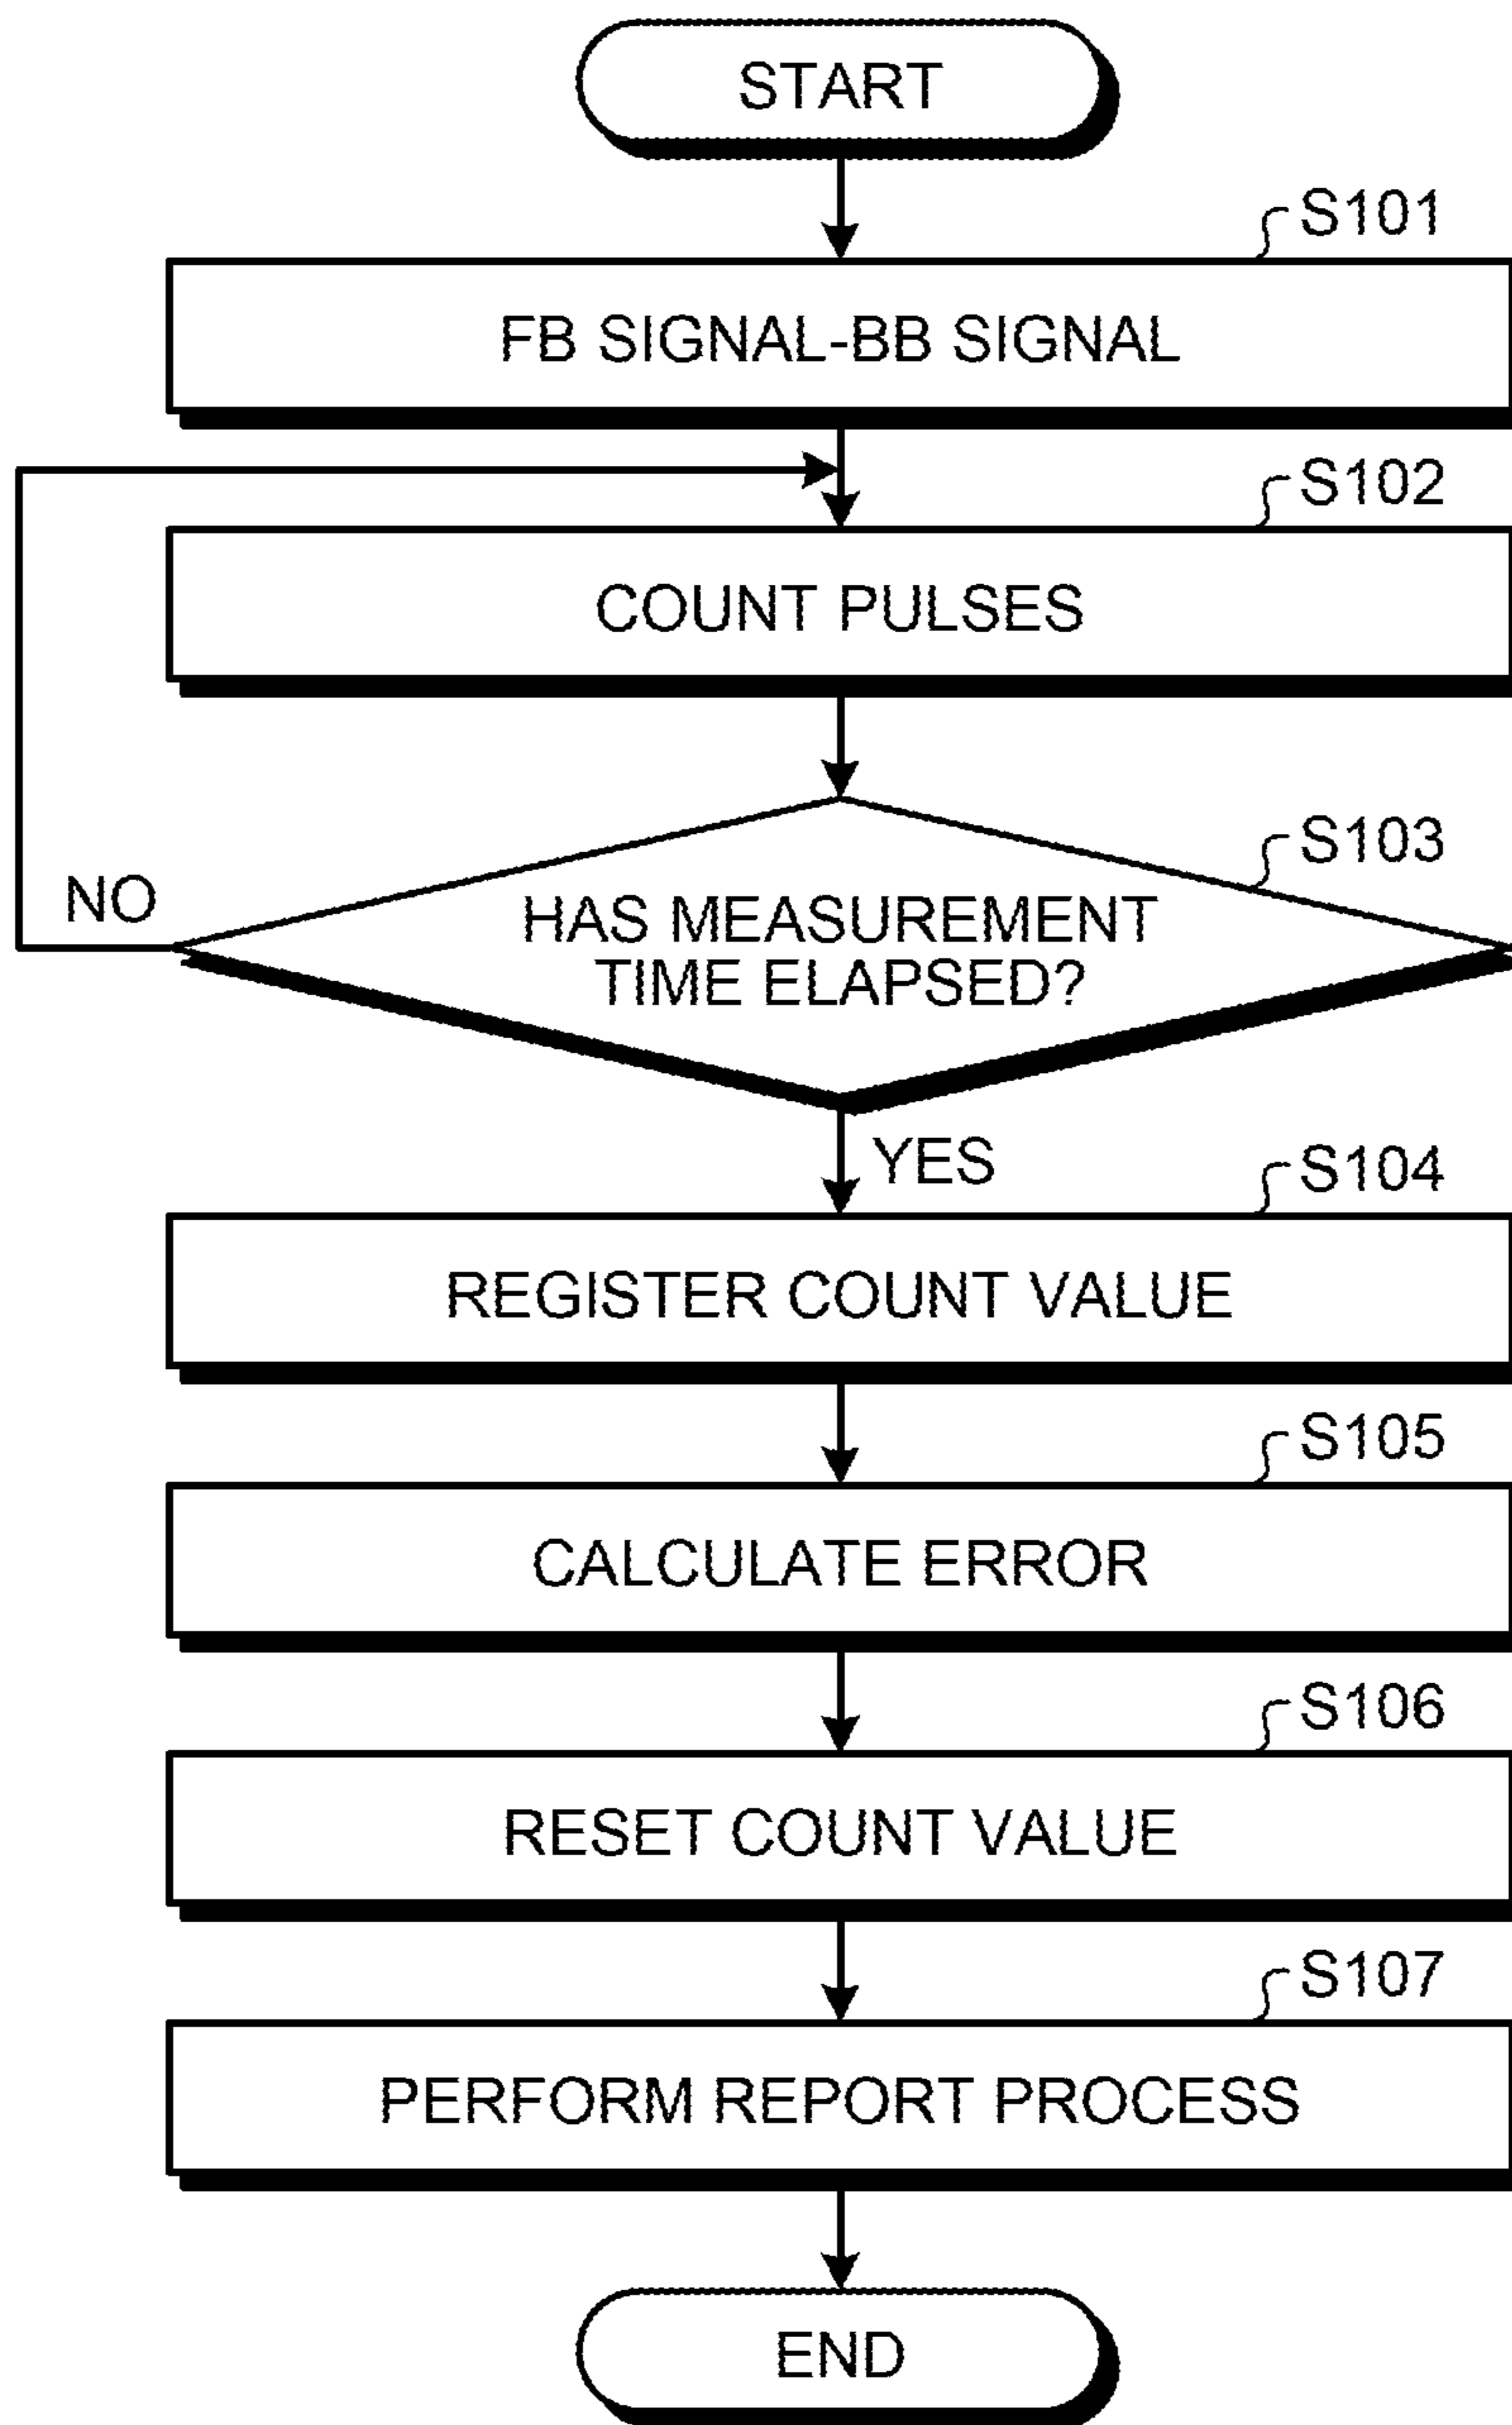 START
S101
FB SIGNAL-BB SIGNAL
S102
COUNT PULSES
S103
NO
HAS MEASUREMENT
TIME ELAPSED?
YES
S104
REGISTER COUNT VALUE
S105
CALCULATE ERROR
S106
RESET COUNT VALUE
S107
PERFORM REPORT PROCESS
END